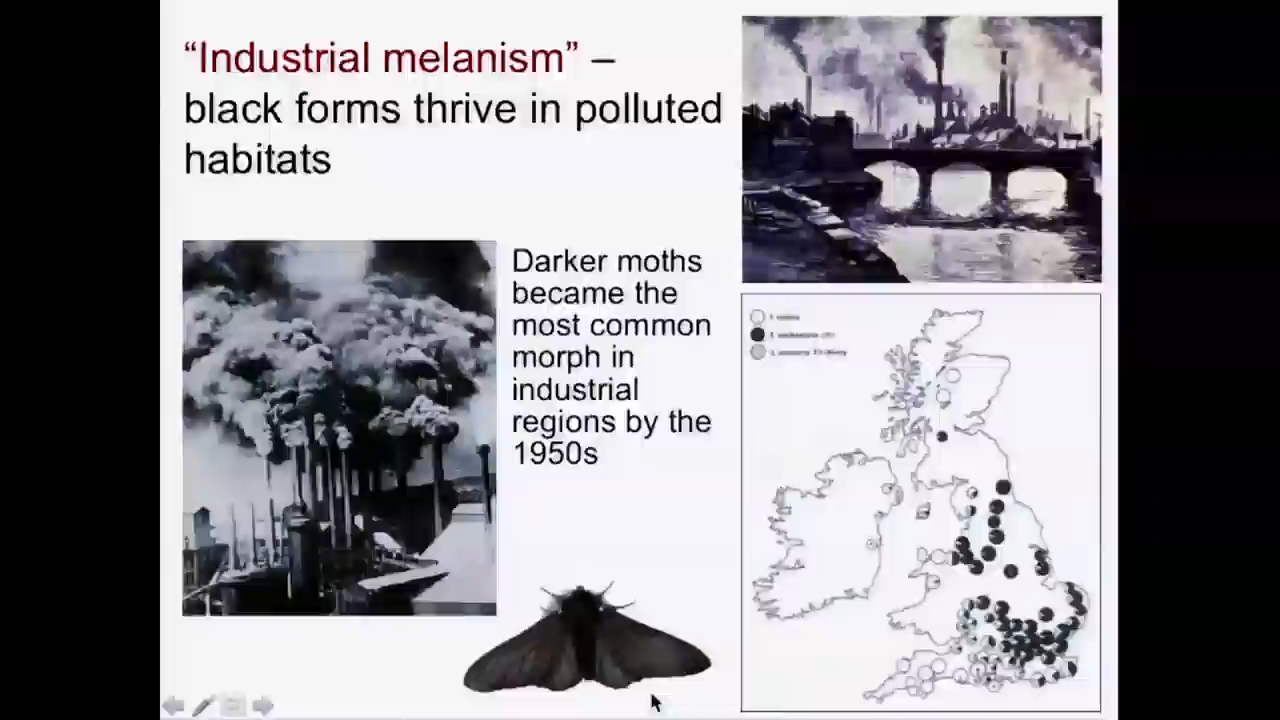 “Industrial melanism” –
black forms thrive in polluted
habitats
Darker moths
became the
most common
morph in
industrial
regions by the
1950s